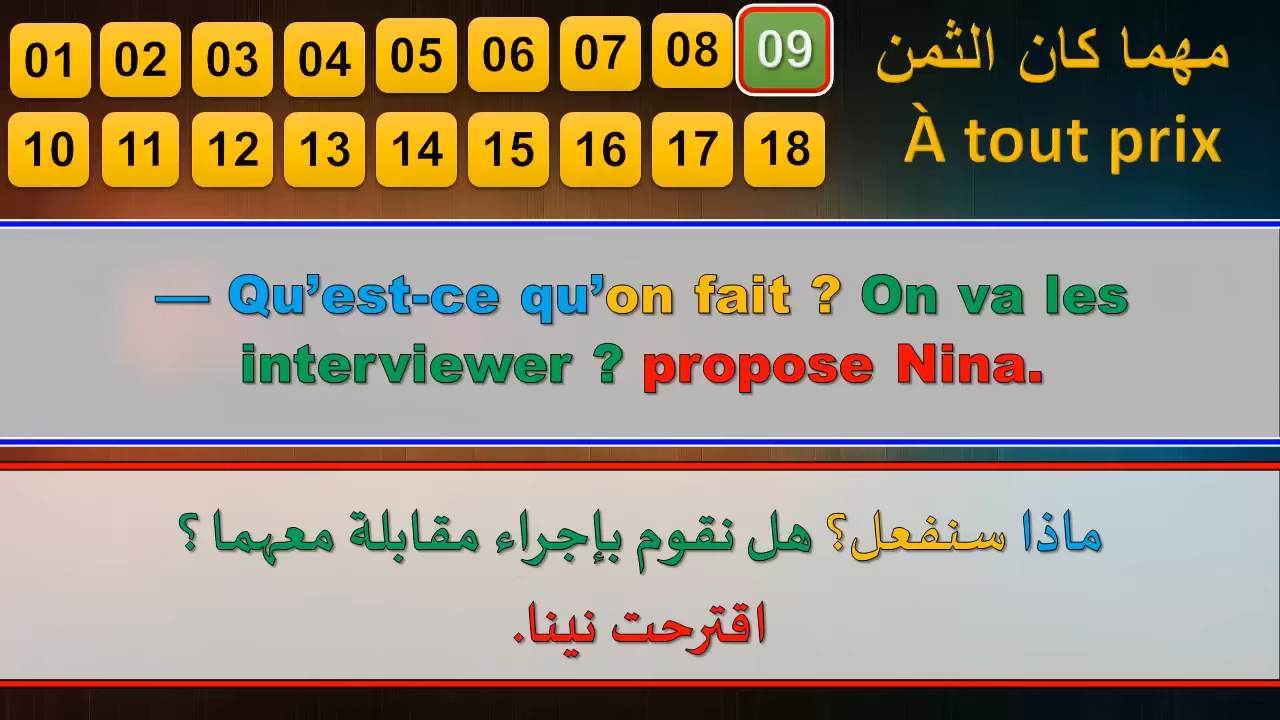 01 02 03 04 05 06 07 08 09
10 11 12 13 14 15 16 17 18
مهما كان الثمن
À tout prix
— Qu’est-ce qu’on fait ? On va les
interviewer ? propose Nina.
ماذا سنفعل؟ هل نقوم بإجراء مقابلة معهما ؟
اقترحت نينا.